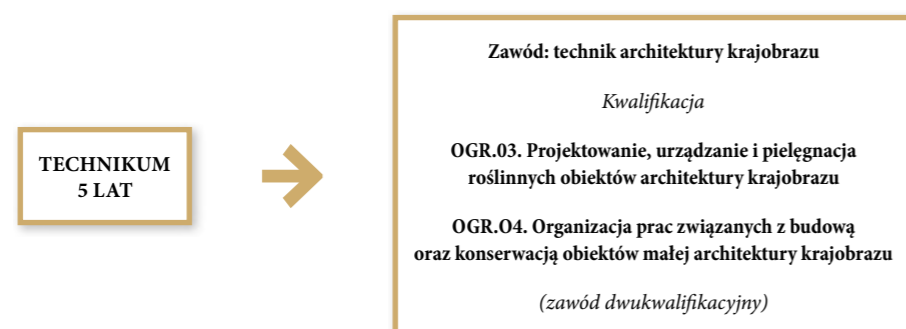 TECHNIKUM
5 LAT
Zawód: technik architektury krajobrazu
Kwalifikacja
OGR.03. Projektowanie, urządzanie i pielęgnacja
roślinnych obiektów architektury krajobrazu
OGR.O4. Organizacja prac związanych z budową
oraz konserwacją obiektów małej architektury krajobrazu
(zawód dwukwalifikacyjny)